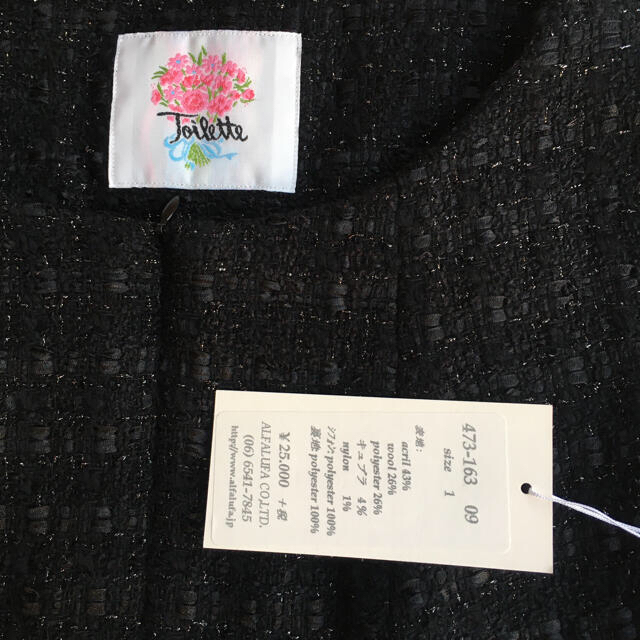 Toilette
473-163 09
size 1
表地:
acril 43%
wool 26%
polyester 26%
キュプラ 4%
nylon 1%
シフォン:polyester 100%
裏地:polyester 100%
¥25,000 +税
ALFALUFA CO.LTD.
(06) 6541-7845
http://www.alfalufa.jp